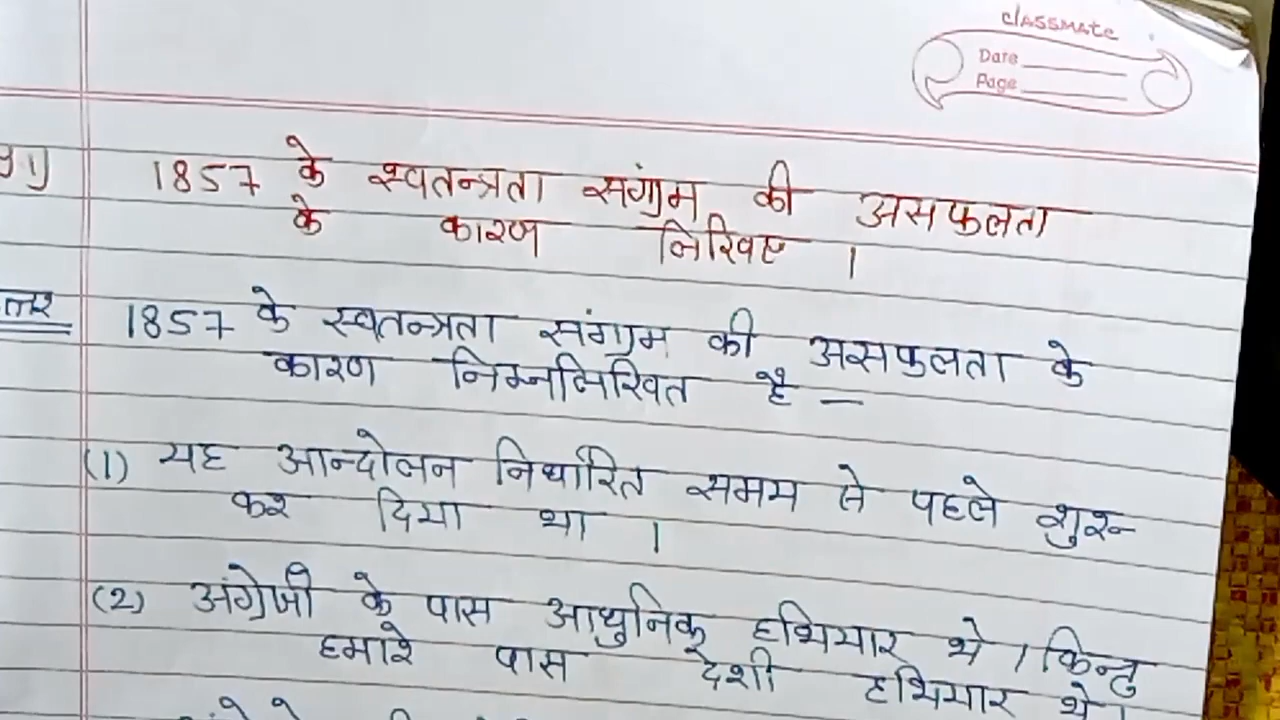 classmate
Date
Page
1857 के स्वतन्त्रता संग्राम की असफलता
के कारण लिखिए ।
1857 के स्वतन्त्रता संग्राम की असफलता के
कारण निम्नलिखित है –
(1) यह आन्दोलन निर्धारित समय से पहले शुरू
कर दिया था ।
(2) अंग्रेजी के पास आधुनिक हथियार थे । किन्तु
हमारे पास देशी हथियार थे।